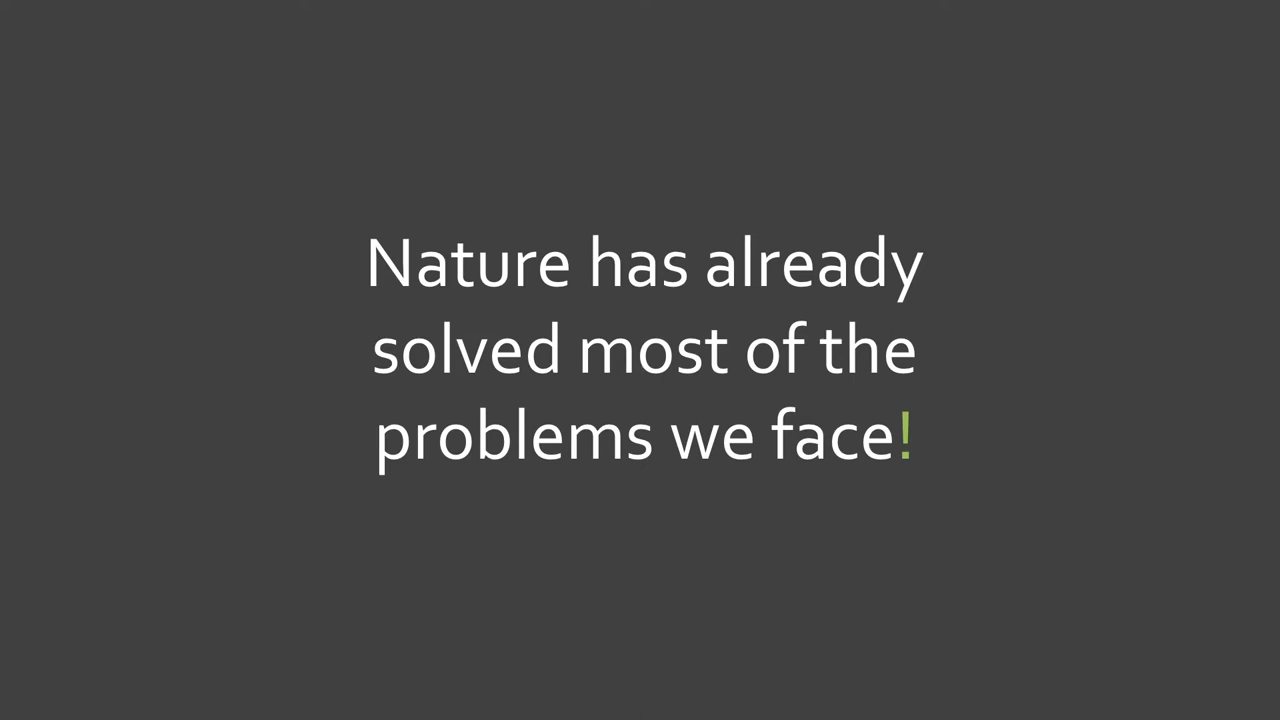 Nature has already
solved most of the
problems we face!